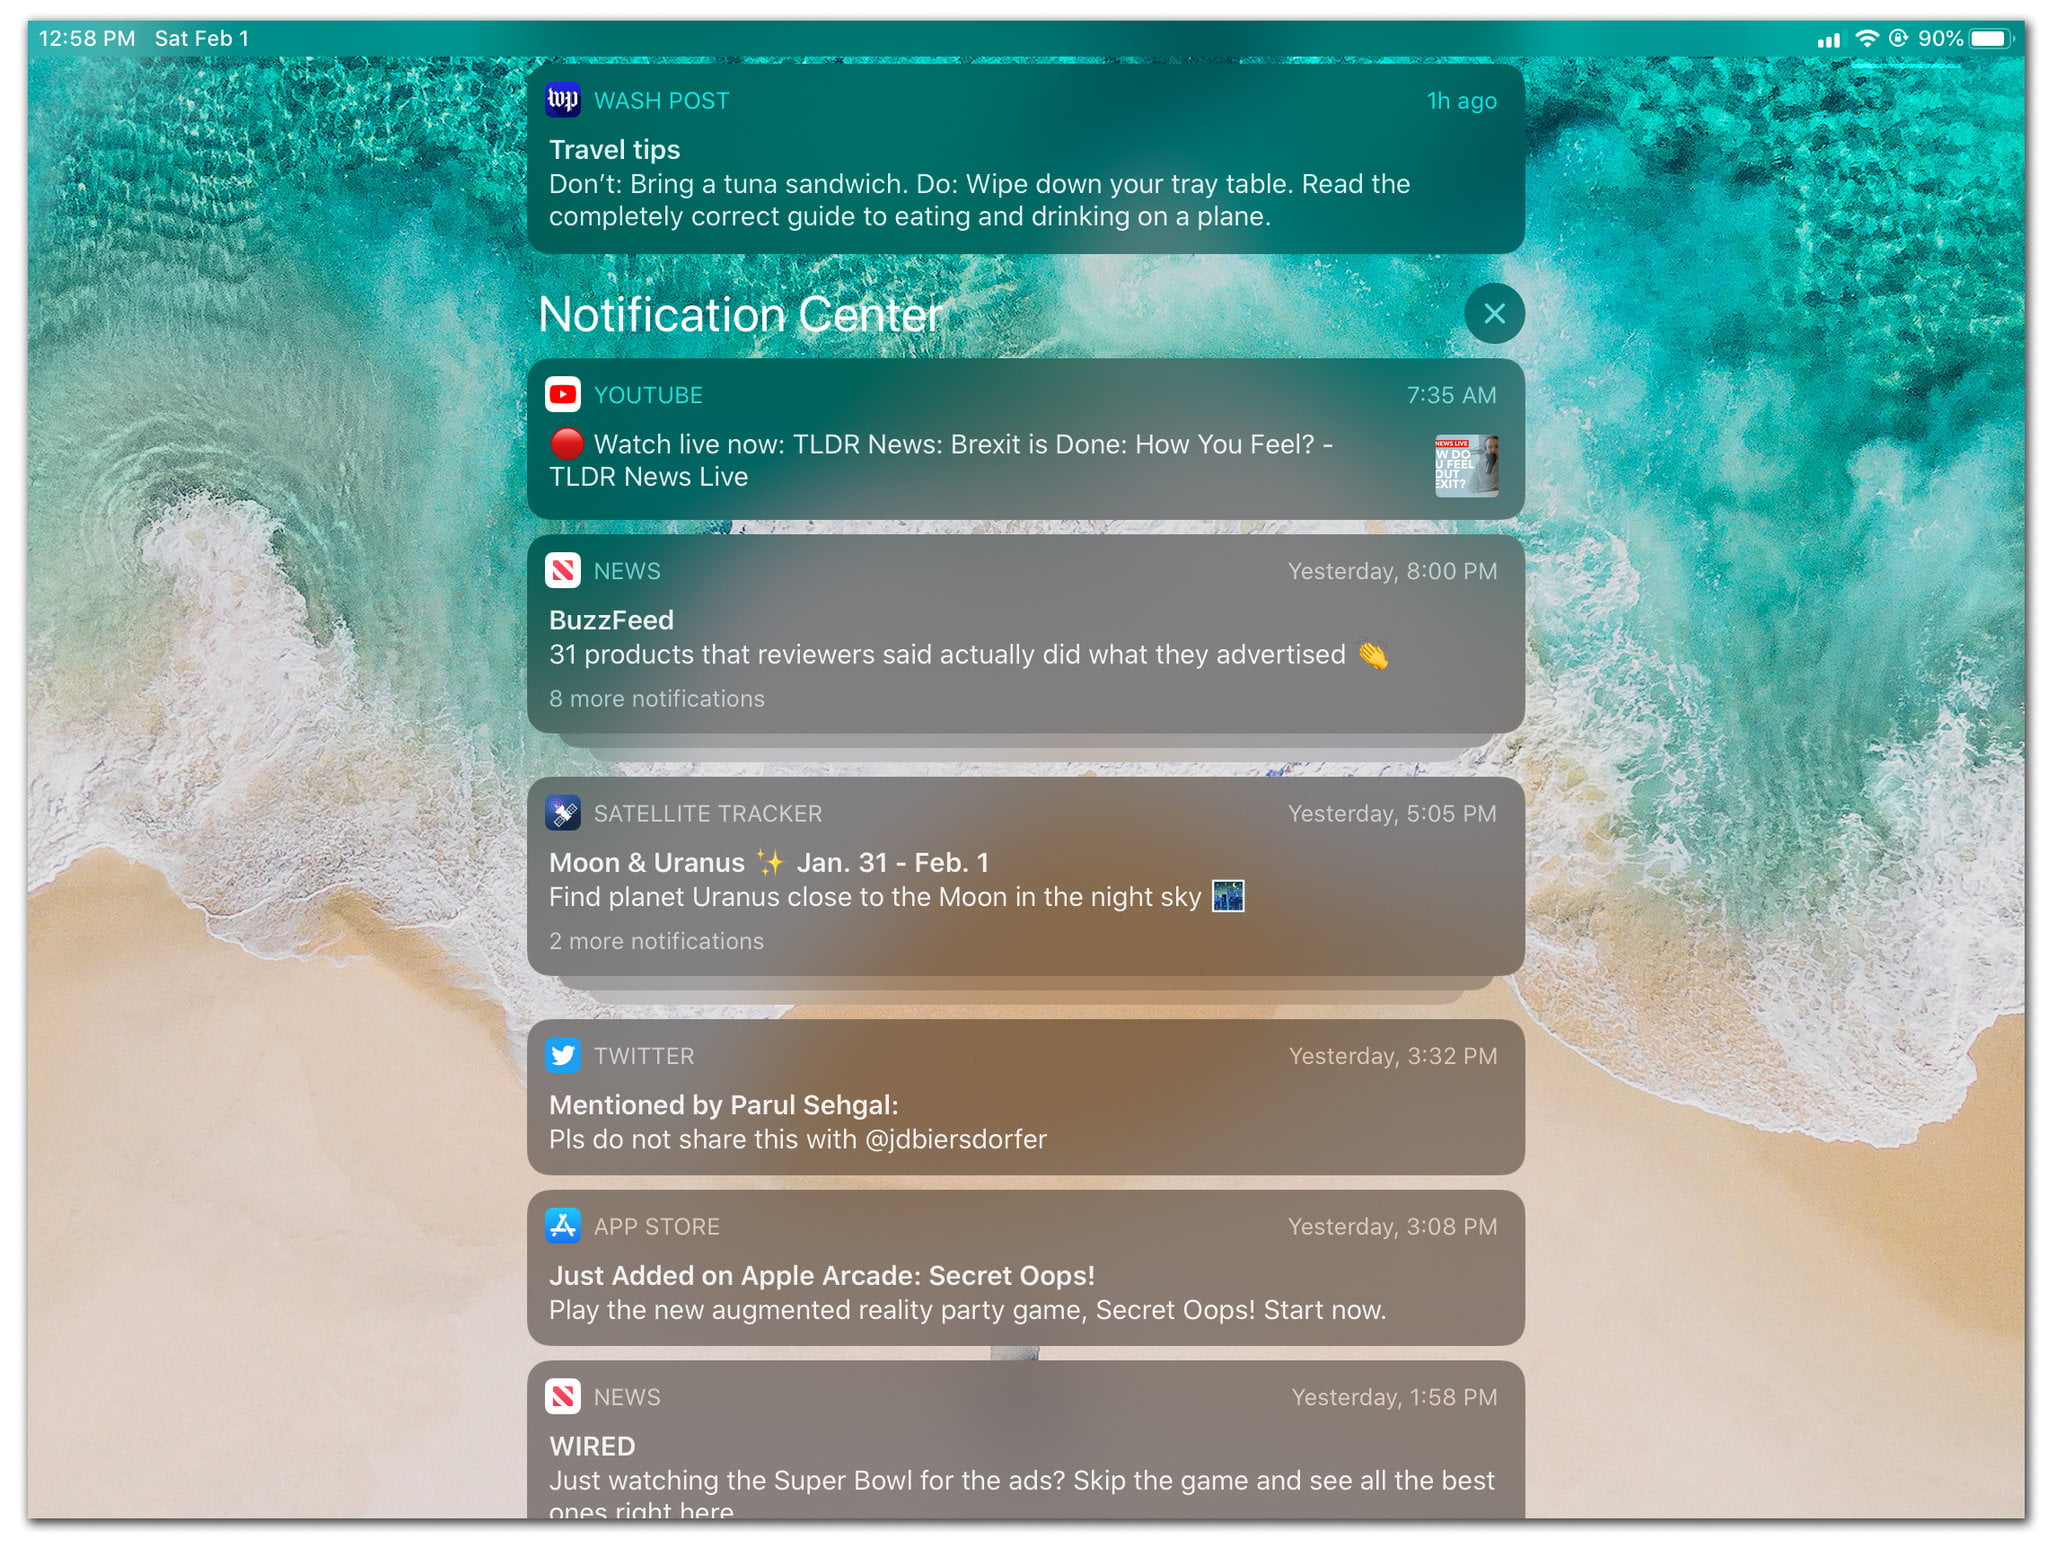 12:58 PM Sat Feb 1 90%
WASH POST 1h ago
Travel tips
Don’t: Bring a tuna sandwich. Do: Wipe down your tray table. Read the
completely correct guide to eating and drinking on a plane.
Notification Center
YOUTUBE 7:35 AM
🔴 Watch live now: TLDR News: Brexit is Done: How You Feel? -
TLDR News Live
NEWS LIVE
W DO
U FEEL
OUT
EXIT?
NEWS Yesterday, 8:00 PM
BuzzFeed
31 products that reviewers said actually did what they advertised 👏
8 more notifications
SATELLITE TRACKER Yesterday, 5:05 PM
Moon & Uranus ✨ Jan. 31 - Feb. 1
Find planet Uranus close to the Moon in the night sky 🌃
2 more notifications
TWITTER Yesterday, 3:32 PM
Mentioned by Parul Sehgal:
Pls do not share this with @jdbiersdorfer
APP STORE Yesterday, 3:08 PM
Just Added on Apple Arcade: Secret Oops!
Play the new augmented reality party game, Secret Oops! Start now.
NEWS Yesterday, 1:58 PM
WIRED
Just watching the Super Bowl for the ads? Skip the game and see all the best
ones right here